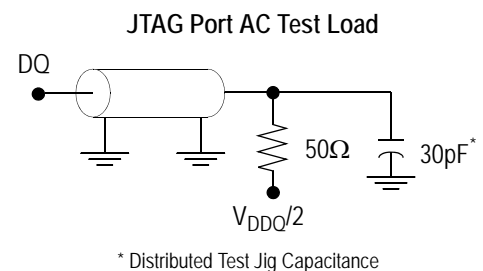 JTAG Port AC Test Load
DQ
50Ω
30pF*
VDDQ/2
* Distributed Test Jig Capacitance